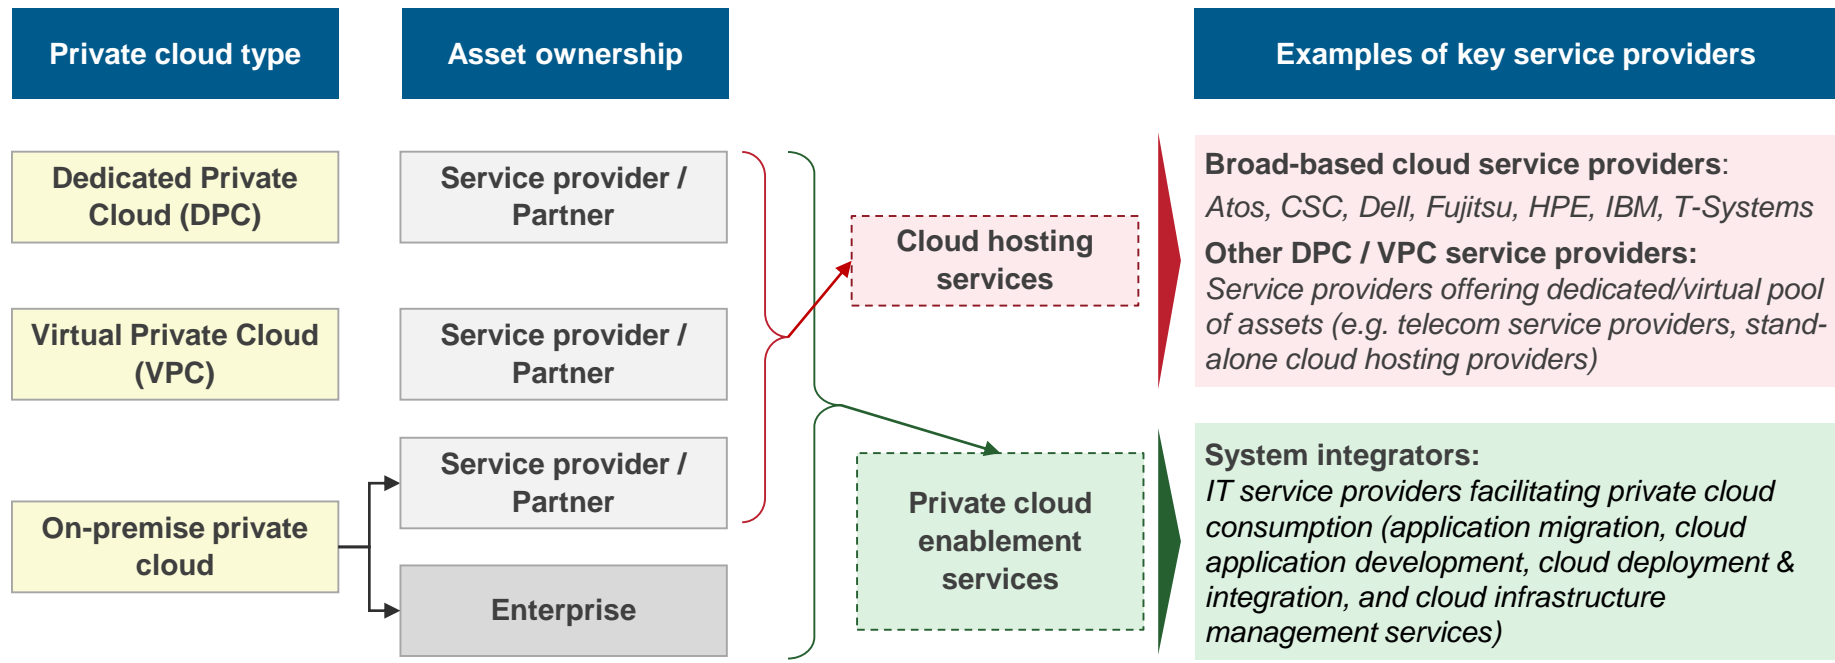 Private cloud type
Asset ownership
Examples of key service providers
Dedicated Private
Cloud (DPC)
Service provider /
Partner
Virtual Private Cloud
(VPC)
Service provider /
Partner
On-premise private
cloud
Service provider /
Partner
Enterprise
Cloud hosting
services
Private cloud
enablement
services
Broad-based cloud service providers:
Atos, CSC, Dell, Fujitsu, HPE, IBM, T-Systems
Other DPC / VPC service providers:
Service providers offering dedicated/virtual pool
of assets (e.g. telecom service providers, stand-
alone cloud hosting providers)
System integrators:
IT service providers facilitating private cloud
consumption (application migration, cloud
application development, cloud deployment &
integration, and cloud infrastructure
management services)